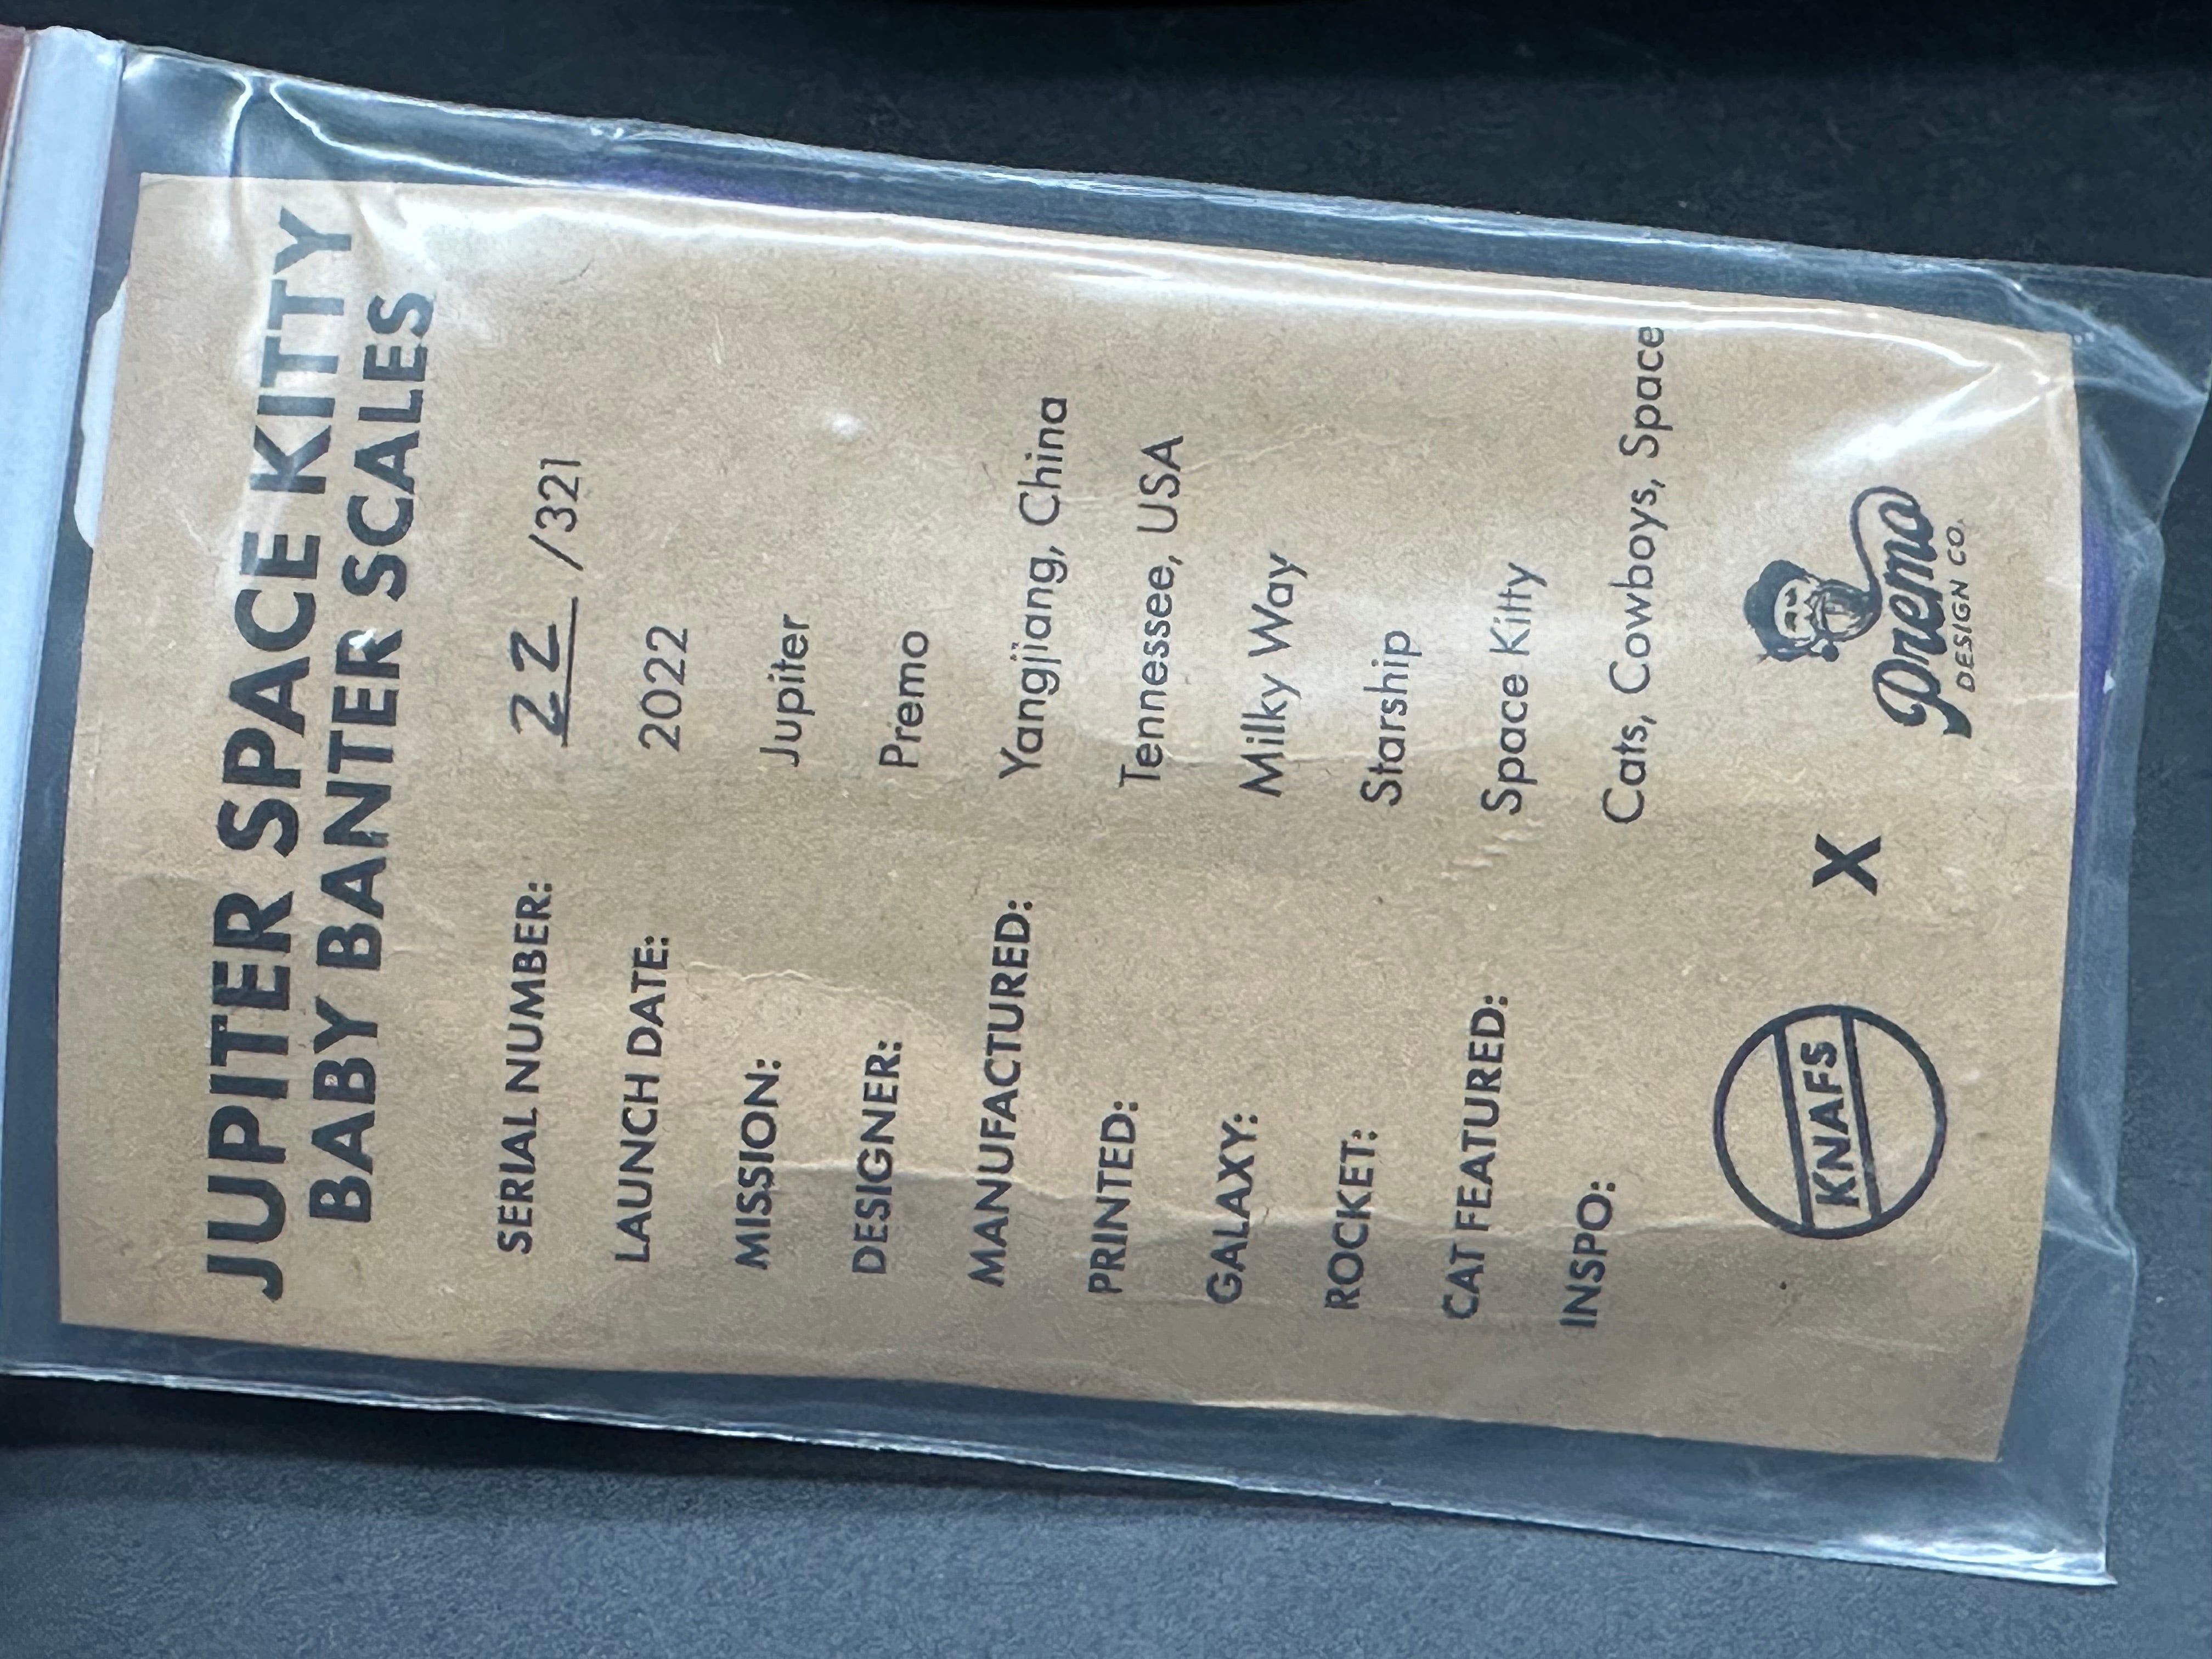 JUPITER SPACE KITTY
BABY BANTER SCALES
SERIAL NUMBER: 22 /321
LAUNCH DATE: 2022
MISSION: Jupiter
DESIGNER: Premo
MANUFACTURED: Yangjiang, China
PRINTED: Tennessee, USA
GALAXY: Milky Way
ROCKET: Starship
CAT FEATURED: Space Kitty
INSPO: Cats, Cowboys, Space
KNAFS X Premo
DESIGN CO.